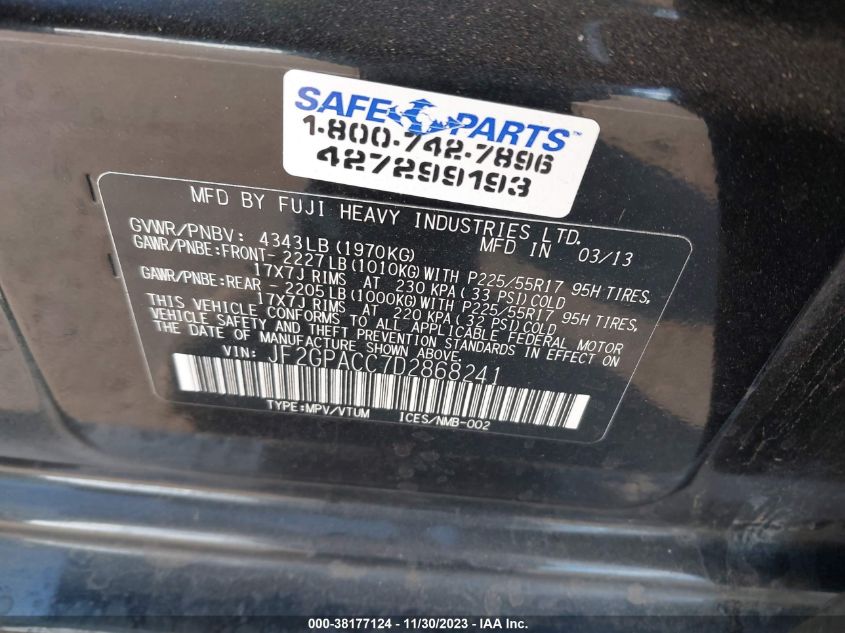 SAFE PARTS™
1-800-742-7896
427299193
MFD BY FUJI HEAVY INDUSTRIES LTD.
MFD IN 03/13
GVWR/PNBV: 4343LB (1970KG)
GAWR/PNBE:FRONT- 2227LB (1010KG) WITH P225/55R17 95H TIRES,
17X7J RIMS AT 230 KPA (33 PSI) COLD
GAWR/PNBE:REAR - 2205LB (1000KG) WITH P225/55R17 95H TIRES,
17X7J RIMS AT 220 KPA (32 PSI) COLD
THIS VEHICLE CONFORMS TO ALL APPLICABLE FEDERAL MOTOR
VEHICLE SAFETY AND THEFT PREVENTION STANDARDS IN EFFECT ON
THE DATE OF MANUFACTURE SHOWN ABOVE.
VIN: JF2GPACC7D2868241
TYPE:MPV/VTUM ICES/NMB-002
000-38177124 - 11/30/2023 - www.iaai.com